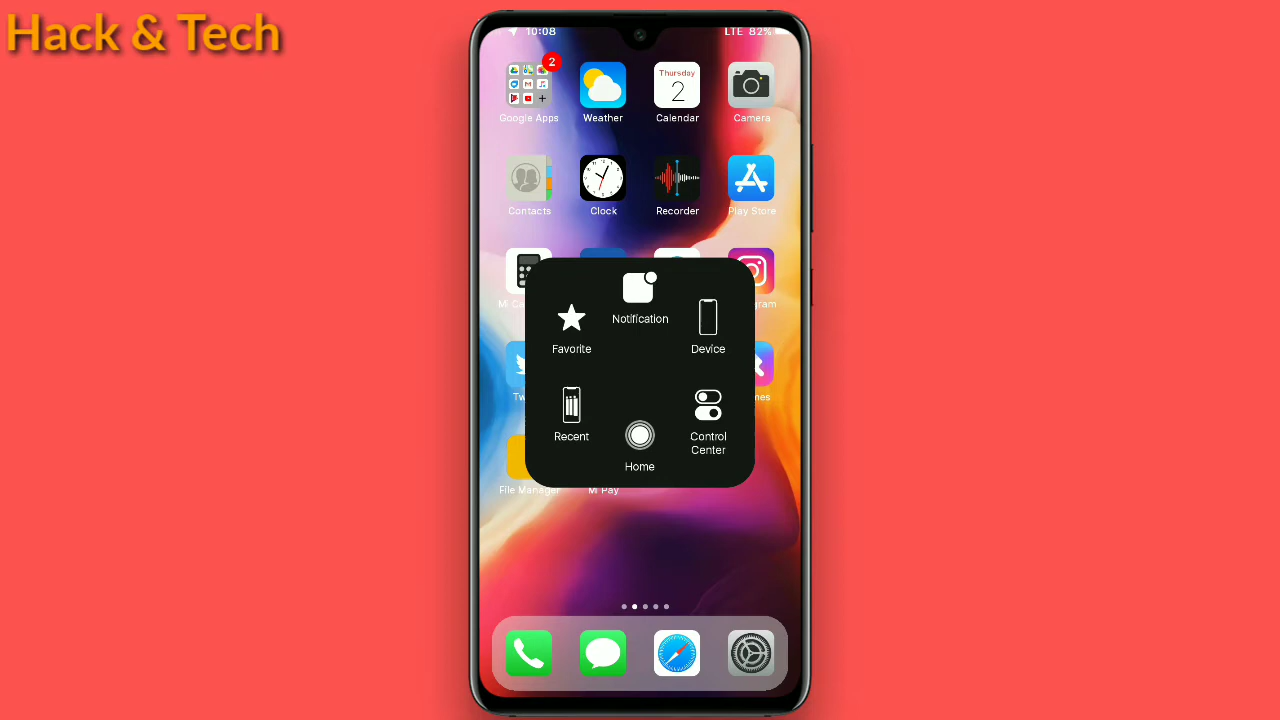 Hack & Tech
10:08
LTE 82%
2
Thursday
2
Google Apps
Weather
Calendar
Camera
Contacts
Clock
Recorder
Play Store
Notification
Favorite
Device
Recent
Control
Center
Home
File Manager
Mi Pay